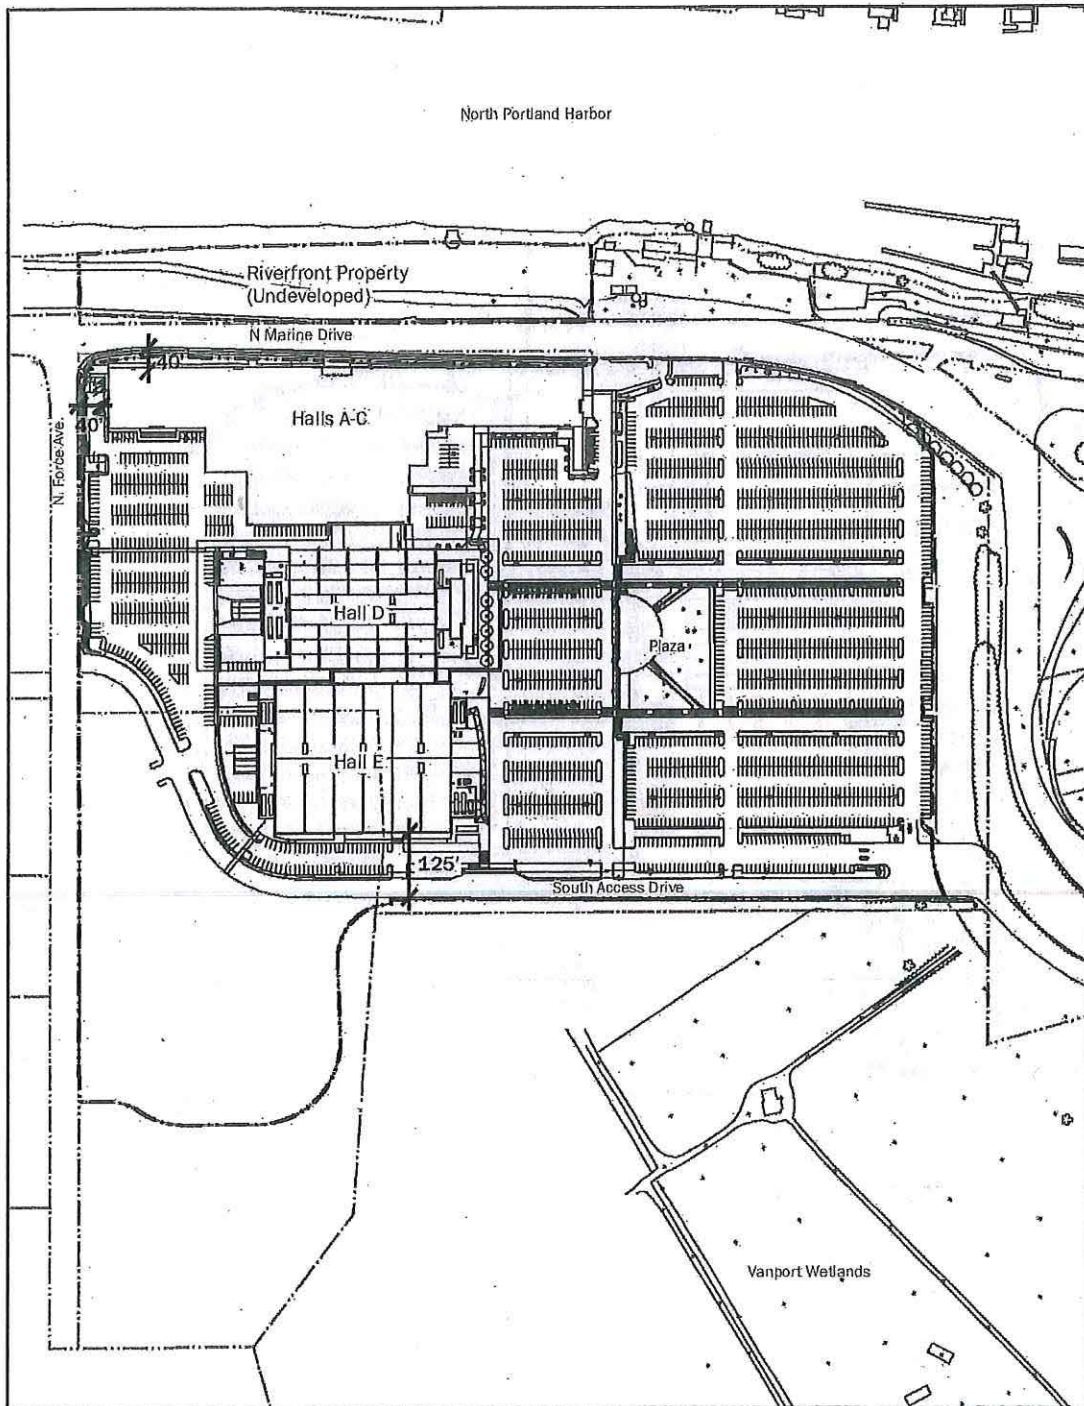 North Portland Harbor
Riverfront Property
(Undeveloped)
N Marine Drive
40'
Halls A-C
40'
N. Force Ave.
Hall D
Plaza
Hall E
125'
South Access Drive
Vanport Wetlands